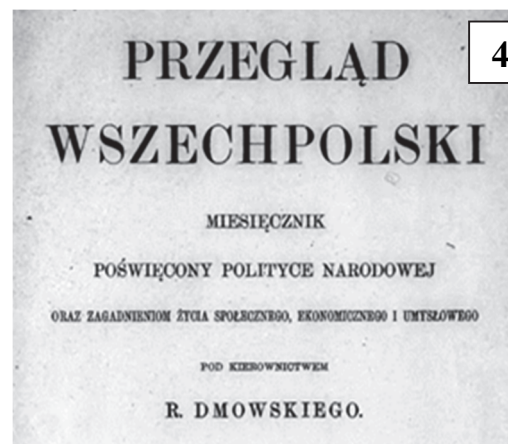 4
PRZEGLĄD
WSZECHPOLSKI
MIESIĘCZNIK
POŚWIĘCONY POLITYCE NARODOWEJ
ORAZ ZAGADNIENIOM ŻYCIA SPOŁECZNEGO, EKONOMICZNEGO I UMYSŁOWEGO
POD KIEROWNICTWEM
R. DMOWSKIEGO.